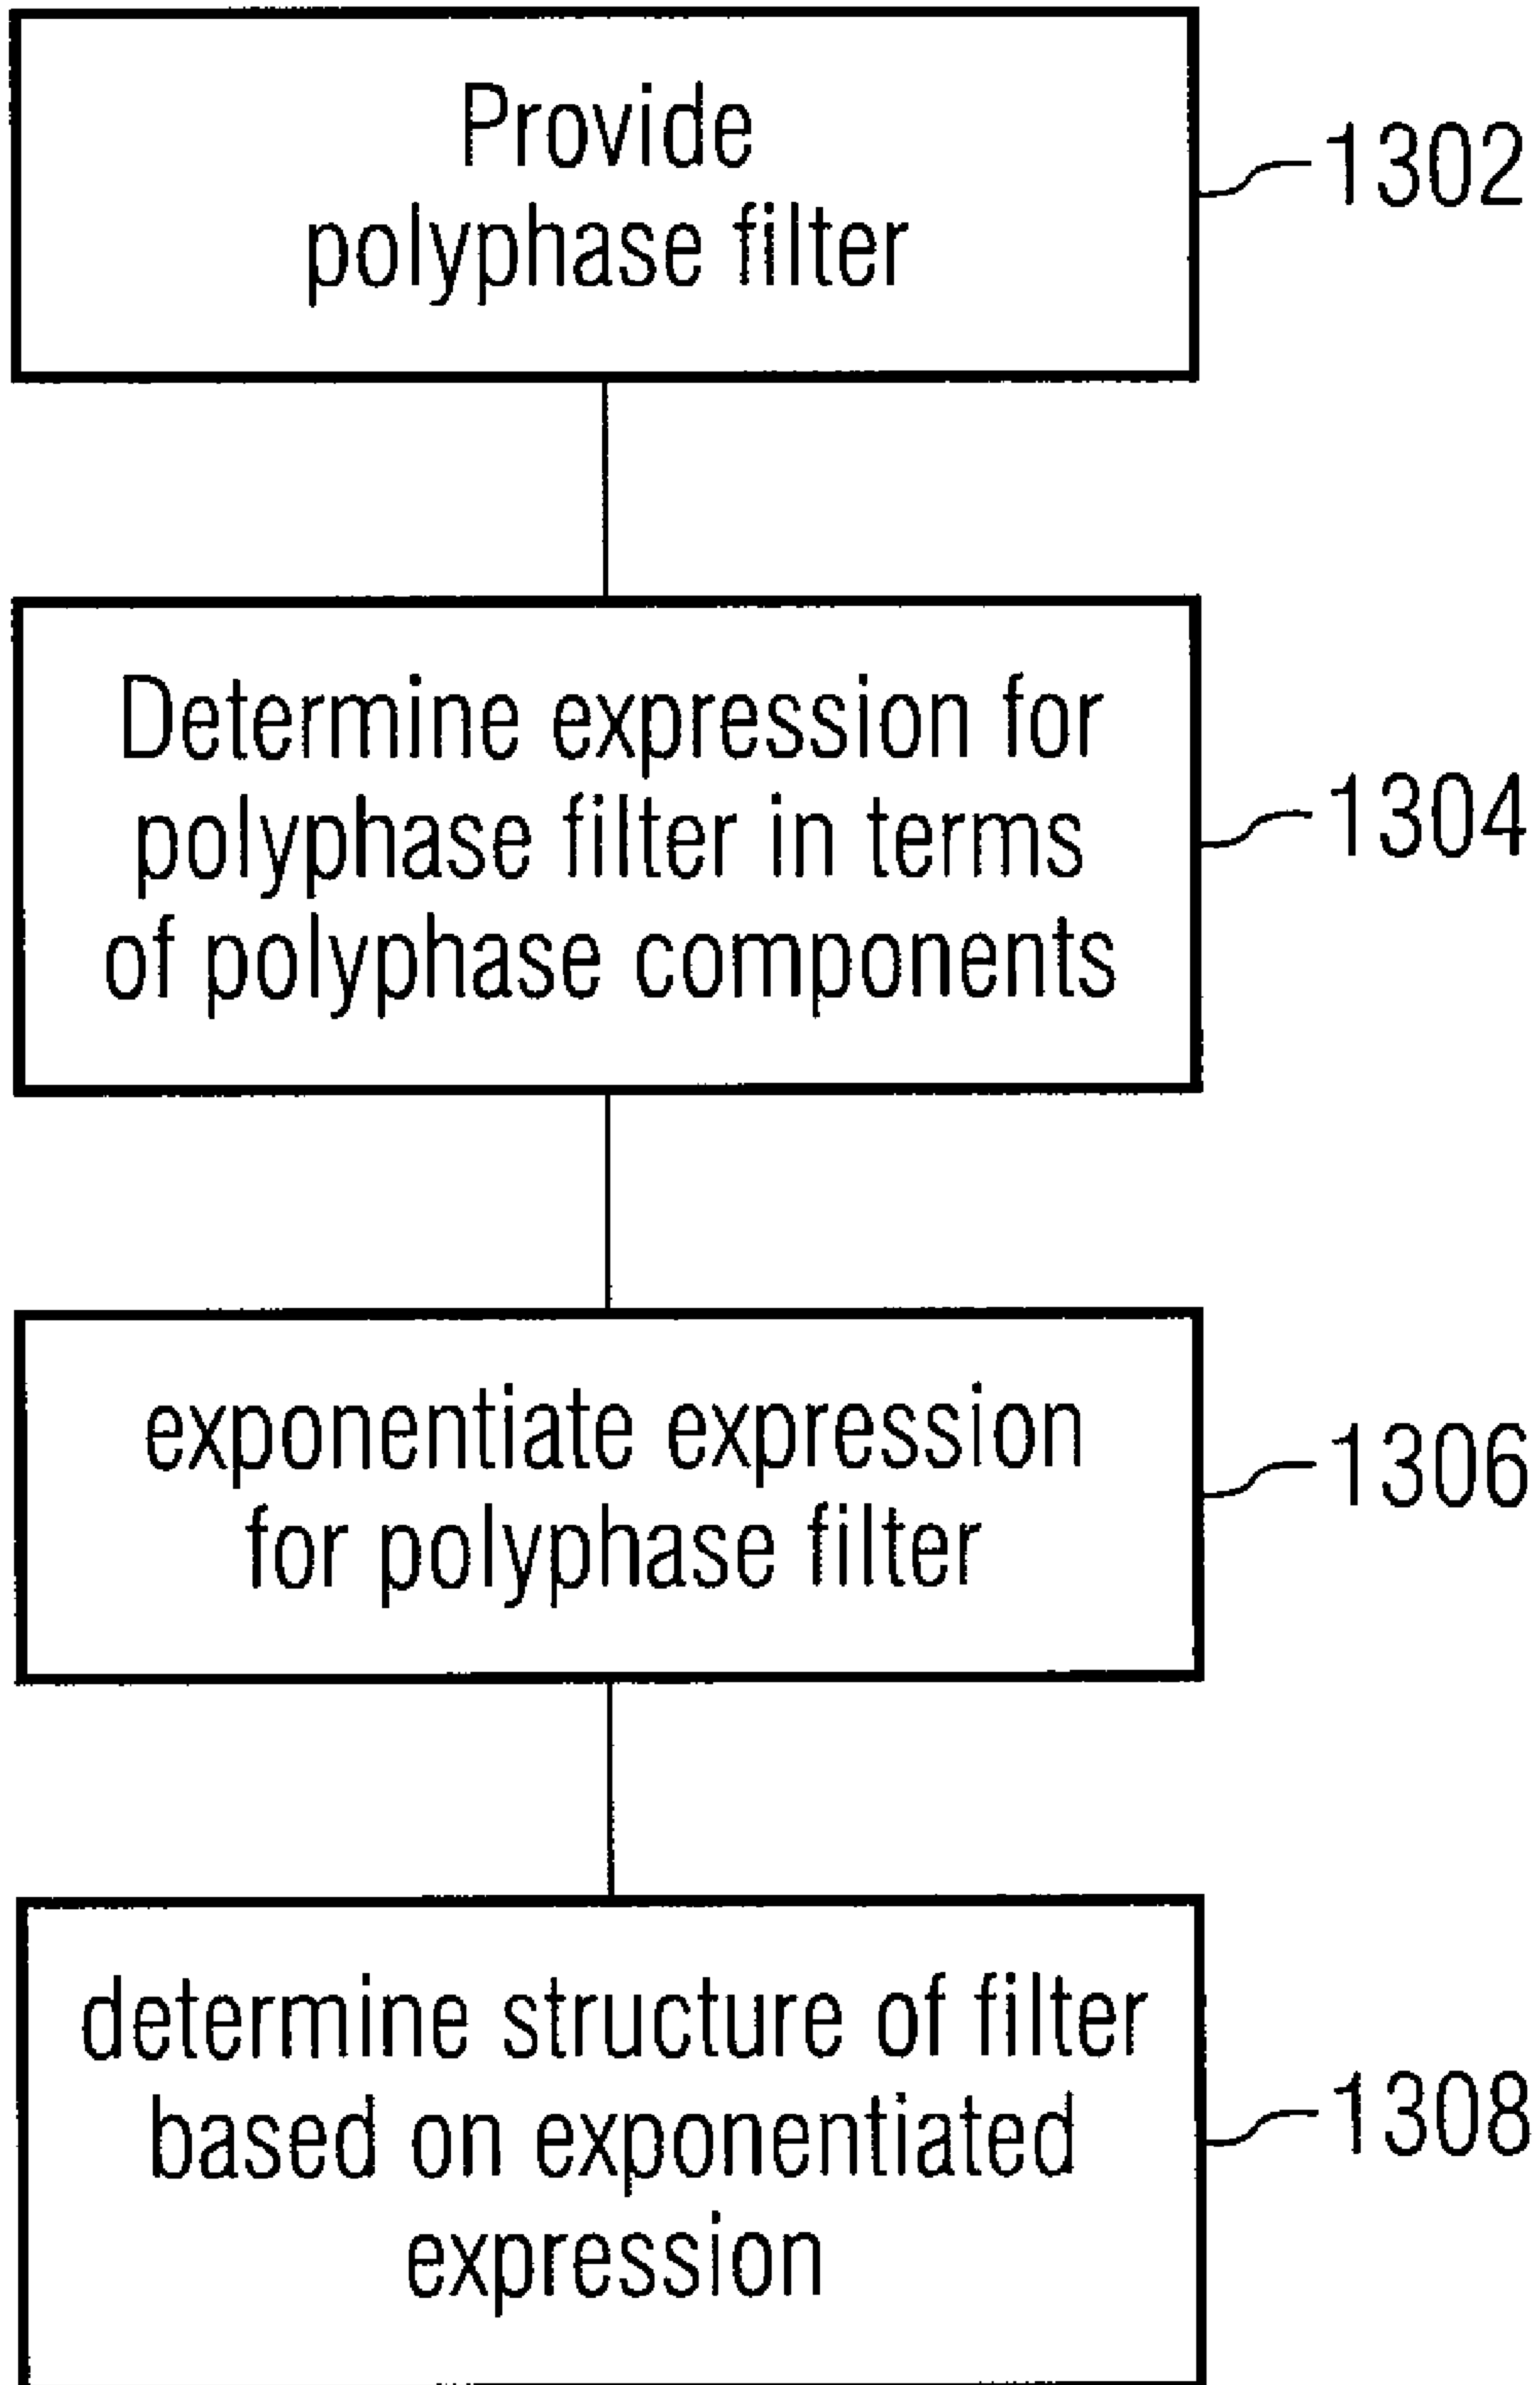 Provide
polyphase filter
1302
Determine expression for
polyphase filter in terms
of polyphase components
1304
exponentiate expression
for polyphase filter
1306
determine structure of filter
based on exponentiated
expression
1308